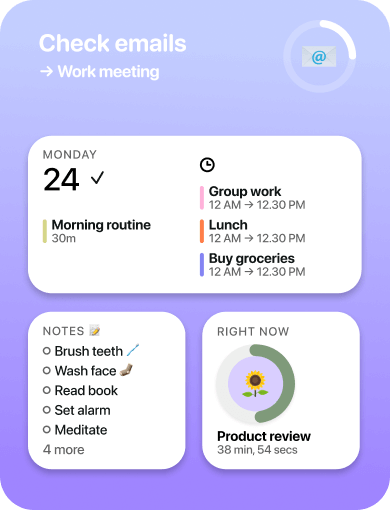 Check emails
→ Work meeting
MONDAY
24
Morning routine
30m
Group work
12 AM → 12.30 PM
Lunch
12 AM → 12.30 PM
Buy groceries
12 AM → 12.30 PM
NOTES
Brush teeth
Wash face
Read book
Set alarm
Meditate
4 more
RIGHT NOW
Product review
38 min, 54 secs